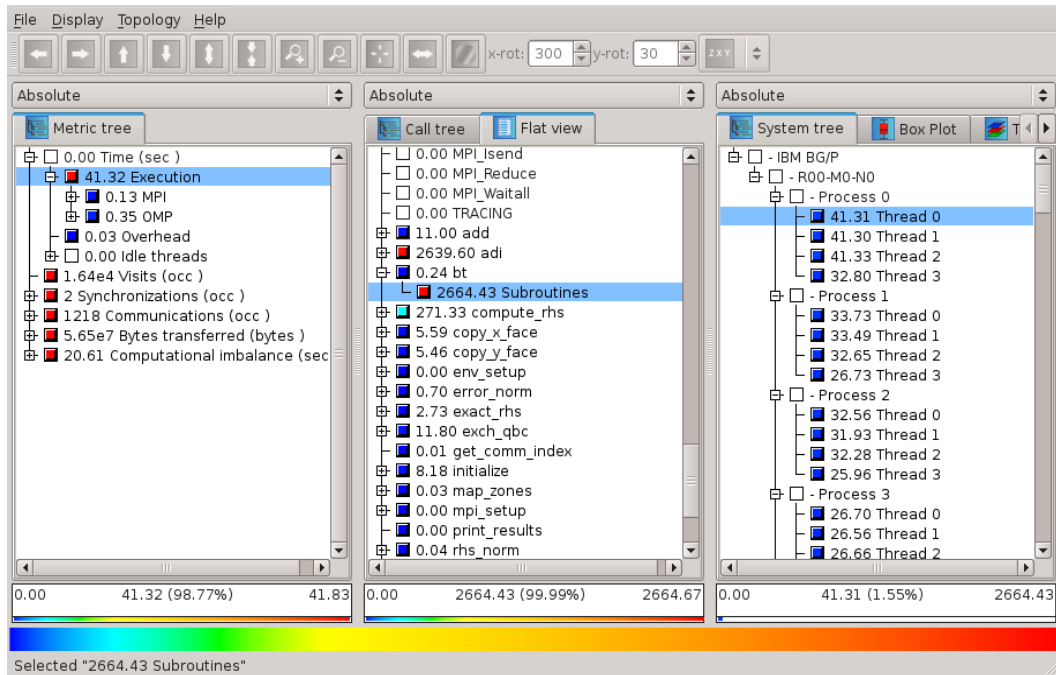 File Display Topology Help
x-rot: 300 y-rot: 30 ZXY
Absolute
Metric tree
0.00 Time (sec )
41.32 Execution
0.13 MPI
0.35 OMP
0.03 Overhead
0.00 Idle threads
1.64e4 Visits (occ )
2 Synchronizations (occ )
1218 Communications (occ )
5.65e7 Bytes transferred (bytes )
20.61 Computational imbalance (sec
0.00 41.32 (98.77%) 41.83
Absolute
Call tree Flat view
0.00 MPI_Isend
0.00 MPI_Reduce
0.00 MPI_Waitall
0.00 TRACING
11.00 add
2639.60 adi
0.24 bt
2664.43 Subroutines
271.33 compute_rhs
5.59 copy_x_face
5.46 copy_y_face
0.00 env_setup
0.70 error_norm
2.73 exact_rhs
11.80 exch_qbc
0.01 get_comm_index
8.18 initialize
0.03 map_zones
0.00 mpi_setup
0.00 print_results
0.04 rhs_norm
0.00 2664.43 (99.99%) 2664.67
Absolute
System tree Box Plot T
- IBM BG/P
- R00-M0-N0
- Process 0
41.31 Thread 0
41.30 Thread 1
41.33 Thread 2
32.80 Thread 3
- Process 1
33.73 Thread 0
33.49 Thread 1
32.65 Thread 2
26.73 Thread 3
- Process 2
32.56 Thread 0
31.93 Thread 1
32.28 Thread 2
25.96 Thread 3
- Process 3
26.70 Thread 0
26.56 Thread 1
26.66 Thread 2
0.00 41.31 (1.55%) 2664.43
Selected "2664.43 Subroutines"